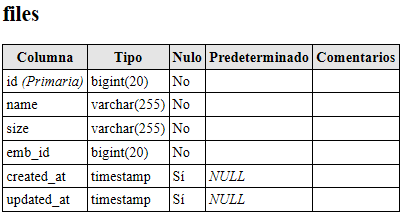 files
Columna Tipo Nulo Predeterminado Comentarios
id (Primaria) bigint(20) No
name varchar(255) No
size varchar(255) No
emb_id bigint(20) No
created_at timestamp Sí NULL
updated_at timestamp Sí NULL